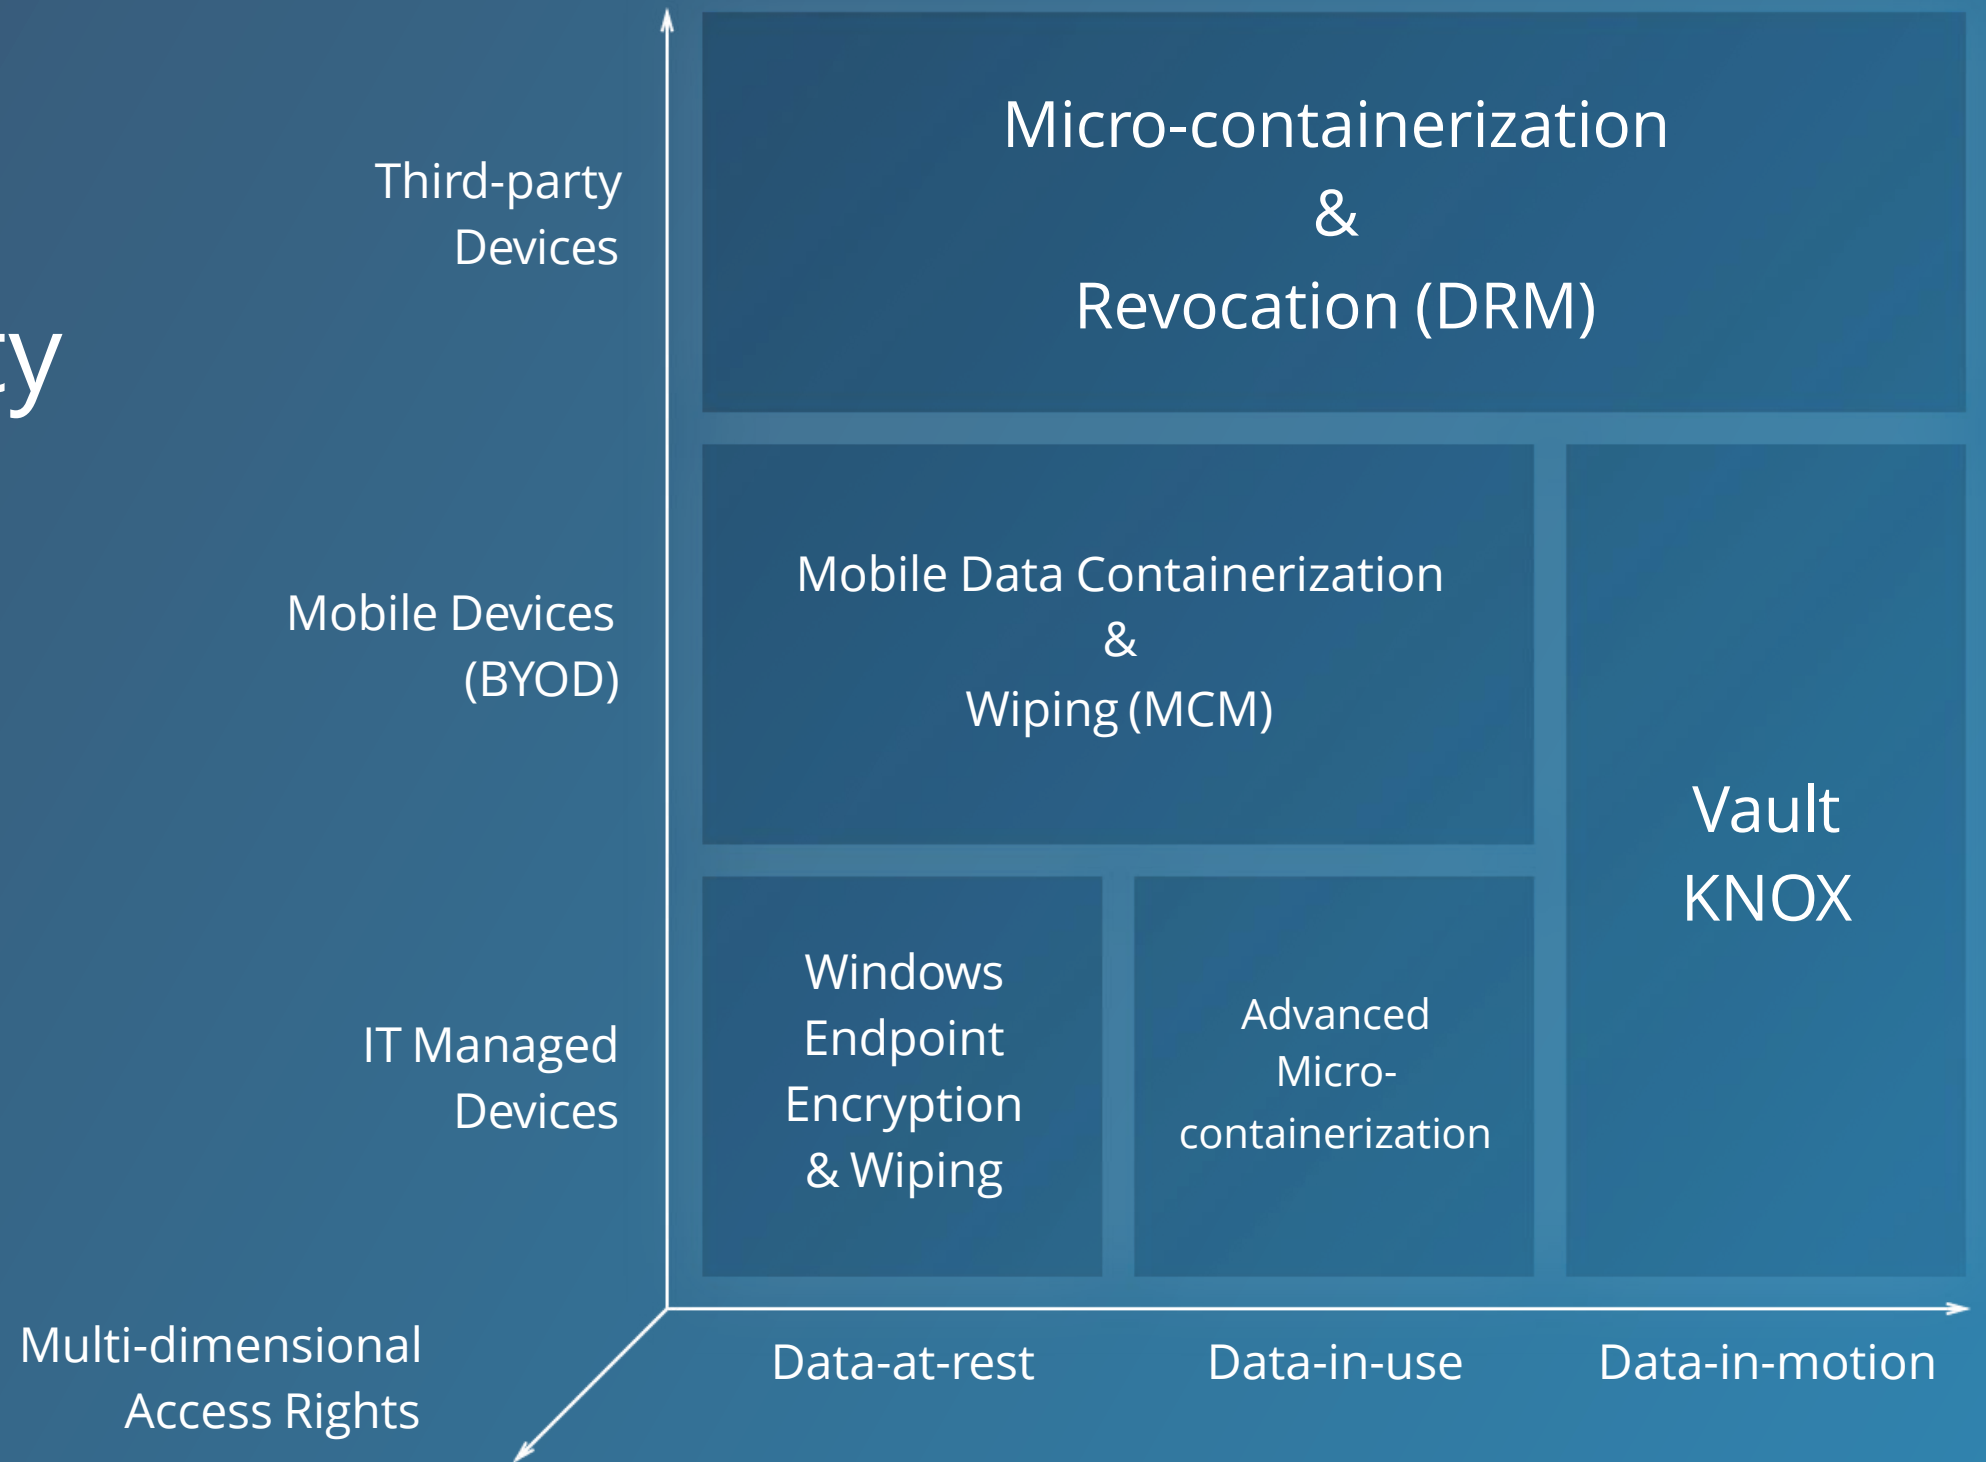 Micro-containerization
&
Revocation (DRM)
Third-party
Devices
Mobile Data Containerization
&
Wiping (MCM)
Mobile Devices
(BYOD)
Vault
KNOX
Windows
Endpoint
Encryption
& Wiping
Advanced
Micro-
containerization
IT Managed
Devices
Multi-dimensional
Access Rights
Data-at-rest
Data-in-use
Data-in-motion